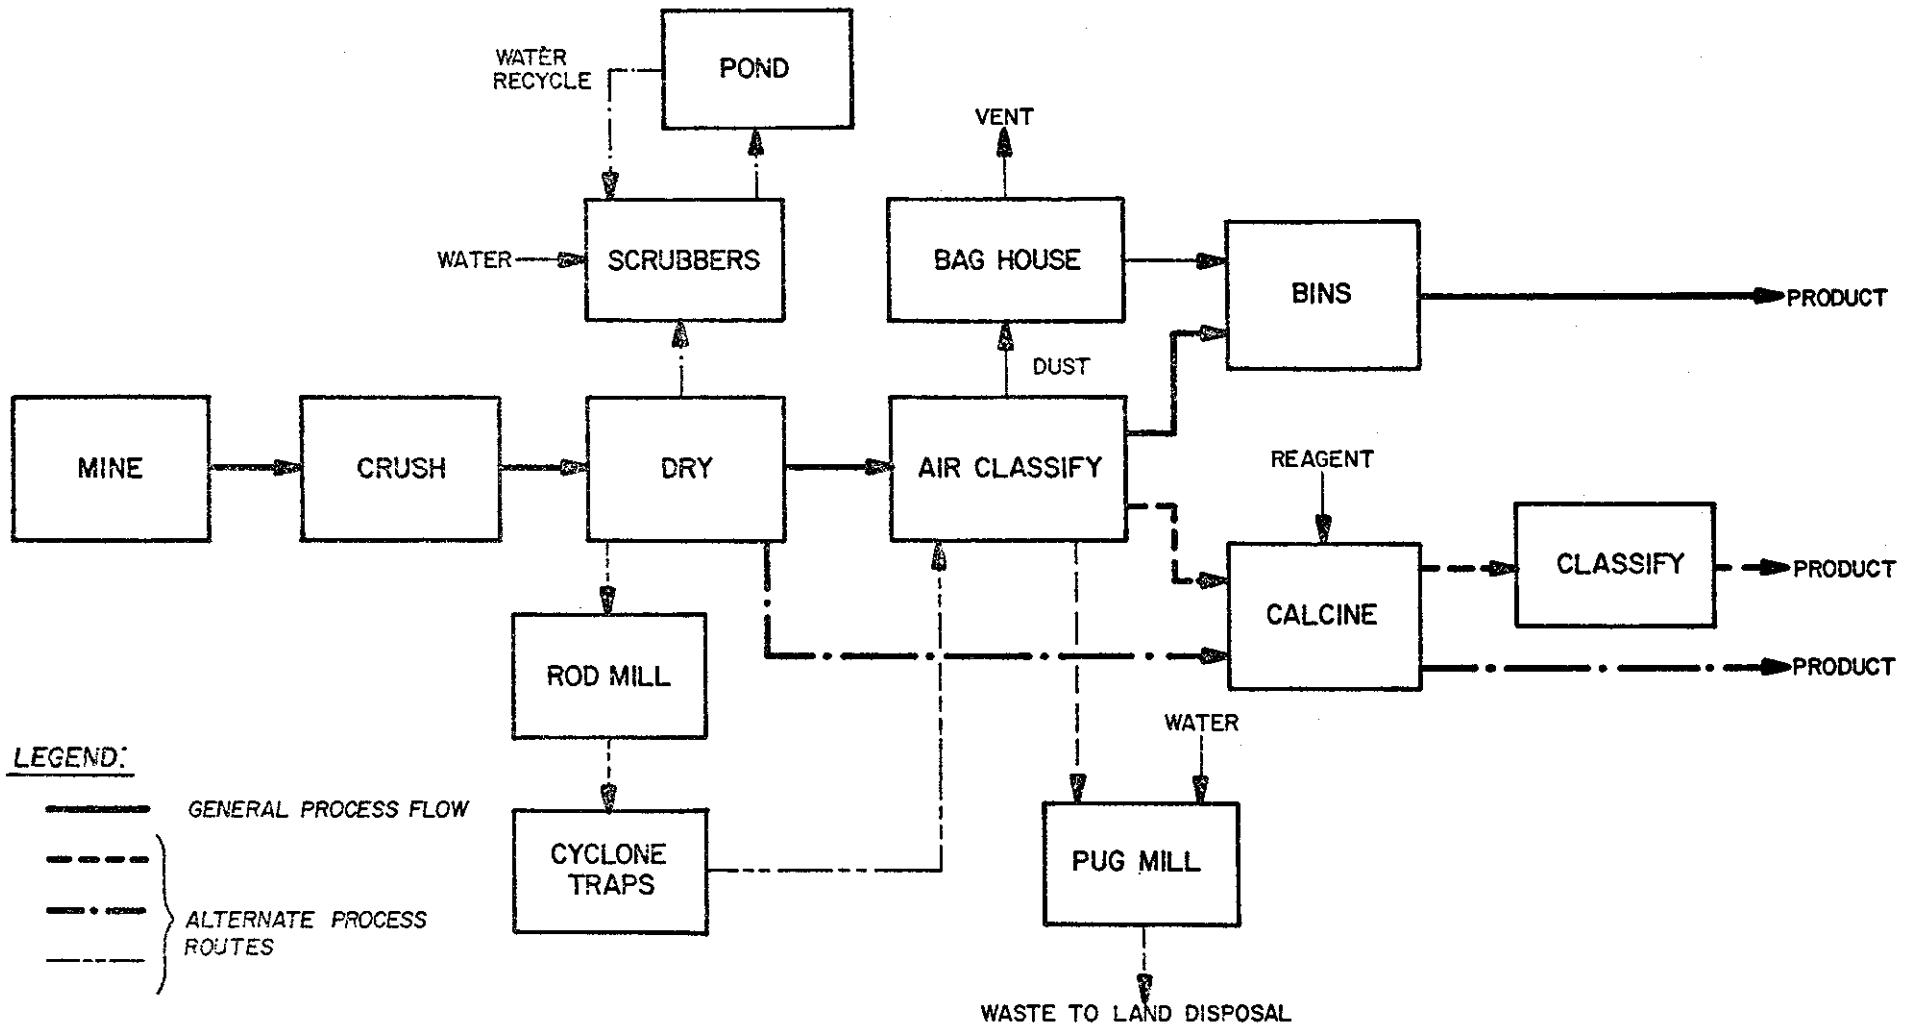 WATER
RECYCLE
POND
VENT
WATER
SCRUBBERS
BAG HOUSE
BINS
PRODUCT
DUST
MINE
CRUSH
DRY
AIR CLASSIFY
REAGENT
CLASSIFY
PRODUCT
CALCINE
PRODUCT
ROD MILL
WATER
LEGEND:
GENERAL PROCESS FLOW
CYCLONE
TRAPS
PUG MILL
ALTERNATE PROCESS
ROUTES
WASTE TO LAND DISPOSAL